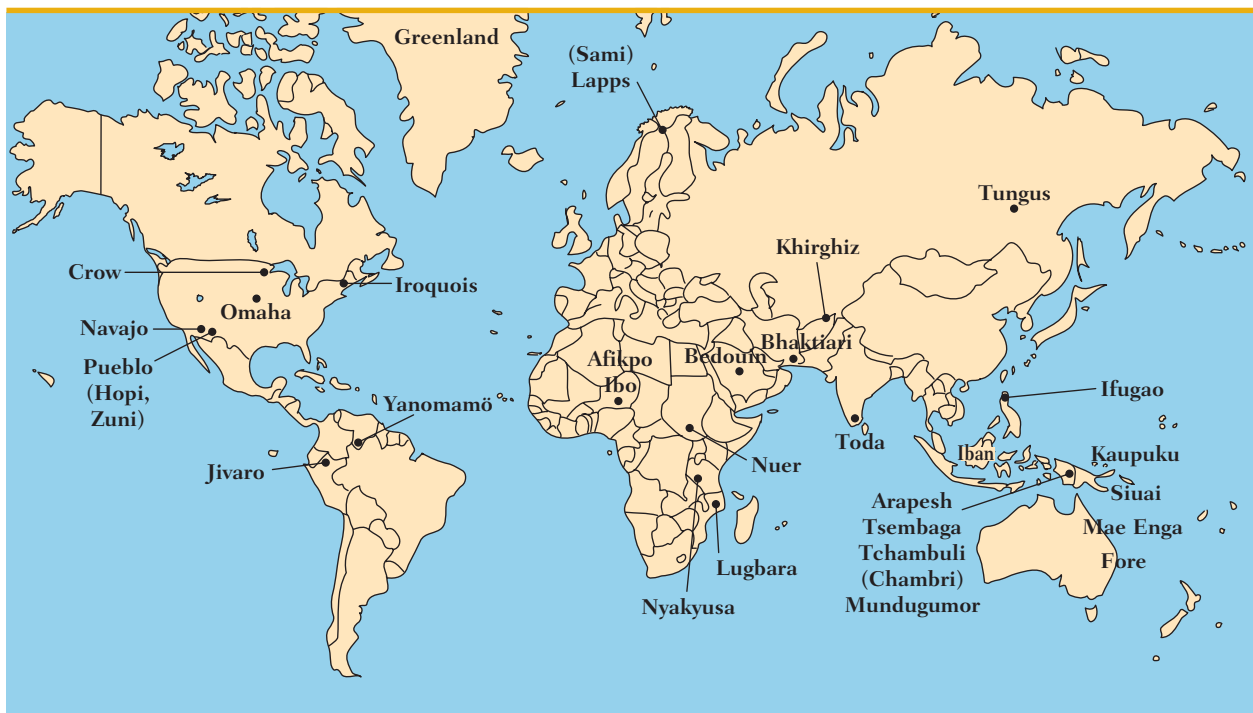 Greenland
(Sami)
Lapps
Tungus
Khirghiz
Crow
Iroquois
Omaha
Navajo
Pueblo
(Hopi,
Zuni)
Afikpo
Ibo
Bedouin
Bhaktiari
Ifugao
Yanomamö
Toda
Jivaro
Nuer
Iban
Kaupuku
Siuai
Arapesh
Tsembaga
Tchambuli
(Chambri)
Mundugumor
Mae Enga
Fore
Lugbara
Nyakyusa